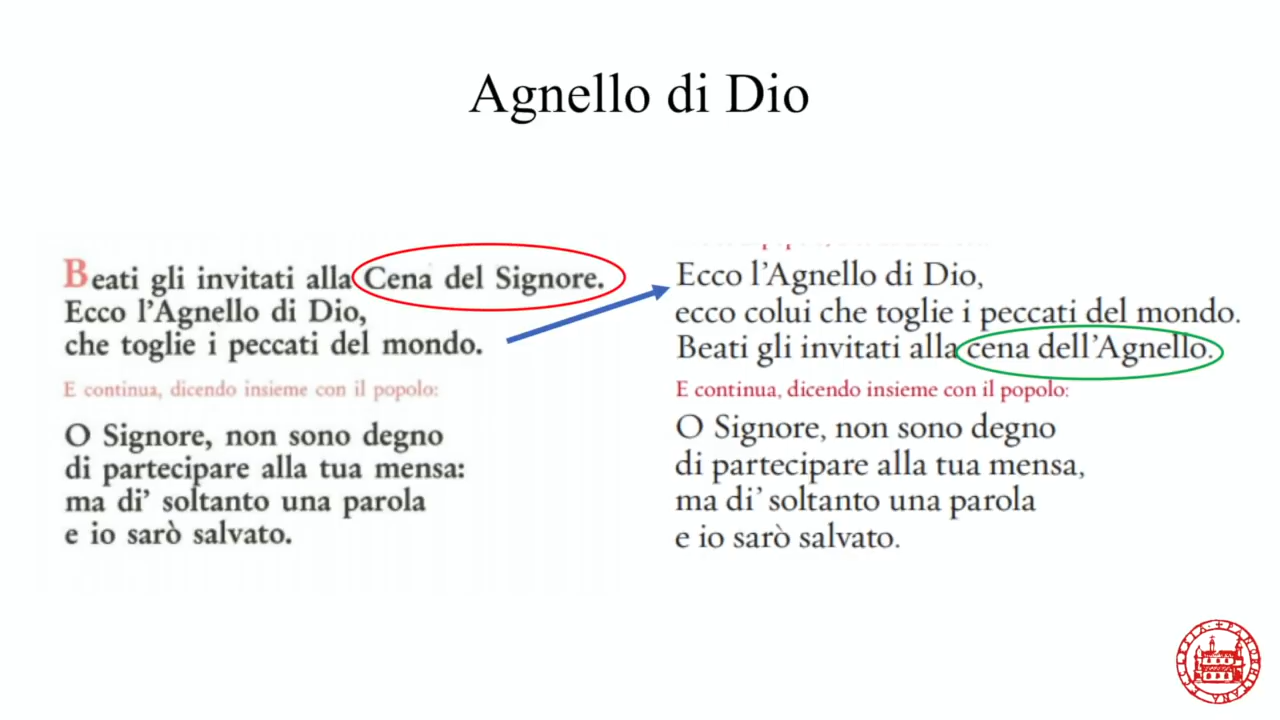 Agnello di Dio
Beati gli invitati alla Cena del Signore.
Ecco l'Agnello di Dio,
che toglie i peccati del mondo.
E continua, dicendo insieme con il popolo:
O Signore, non sono degno
di partecipare alla tua mensa:
ma di' soltanto una parola
e io sarò salvato.
Ecco l'Agnello di Dio,
ecco colui che toglie i peccati del mondo.
Beati gli invitati alla cena dell'Agnello.
E continua, dicendo insieme con il popolo:
O Signore, non sono degno
di partecipare alla tua mensa,
ma di' soltanto una parola
e io sarò salvato.
ECCLESIA PANORMITANA